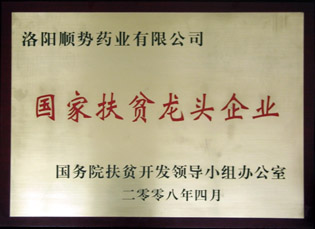 洛阳顺势药业有限公司
国家扶贫龙头企业
国务院扶贫开发领导小组办公室
二零零八年四月